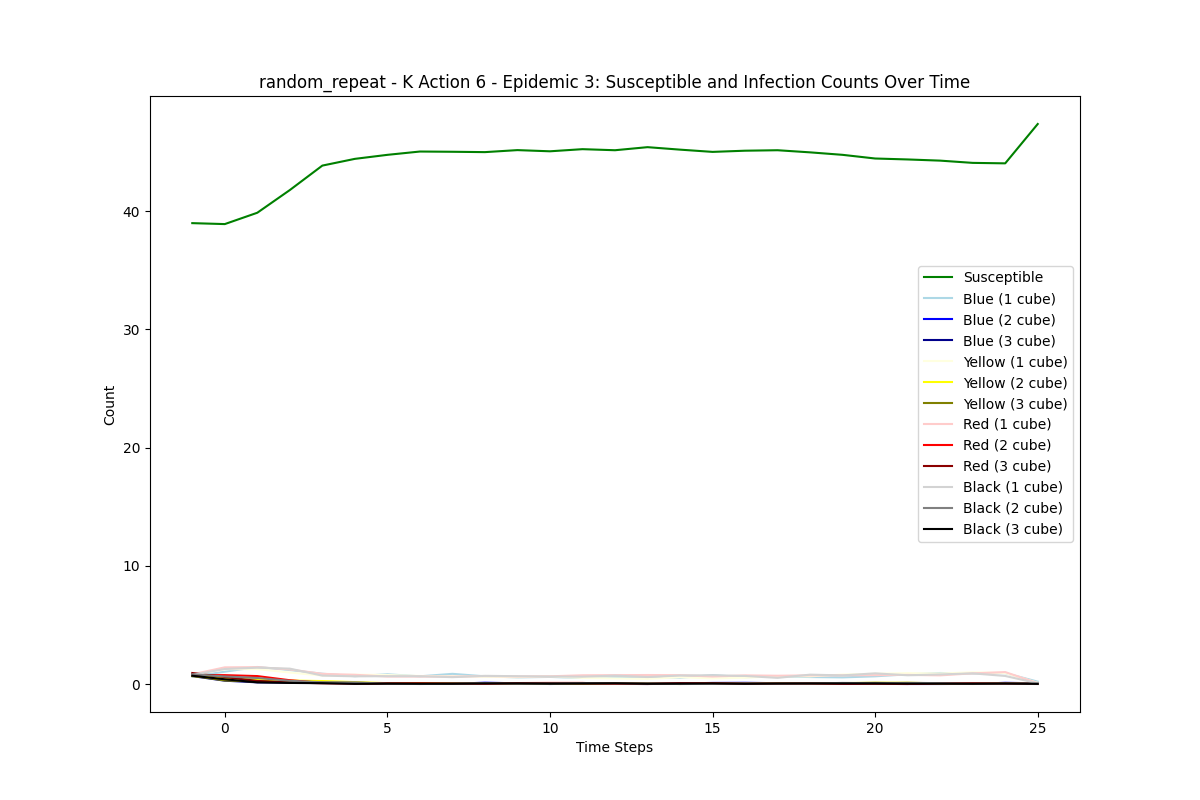 random_repeat - K Action 6 - Epidemic 3: Susceptible and Infection Counts Over Time
Count
40
30
20
10
0
Susceptible
Blue (1 cube)
Blue (2 cube)
Blue (3 cube)
Yellow (1 cube)
Yellow (2 cube)
Yellow (3 cube)
Red (1 cube)
Red (2 cube)
Red (3 cube)
Black (1 cube)
Black (2 cube)
Black (3 cube)
0 5 10 15 20 25
Time Steps